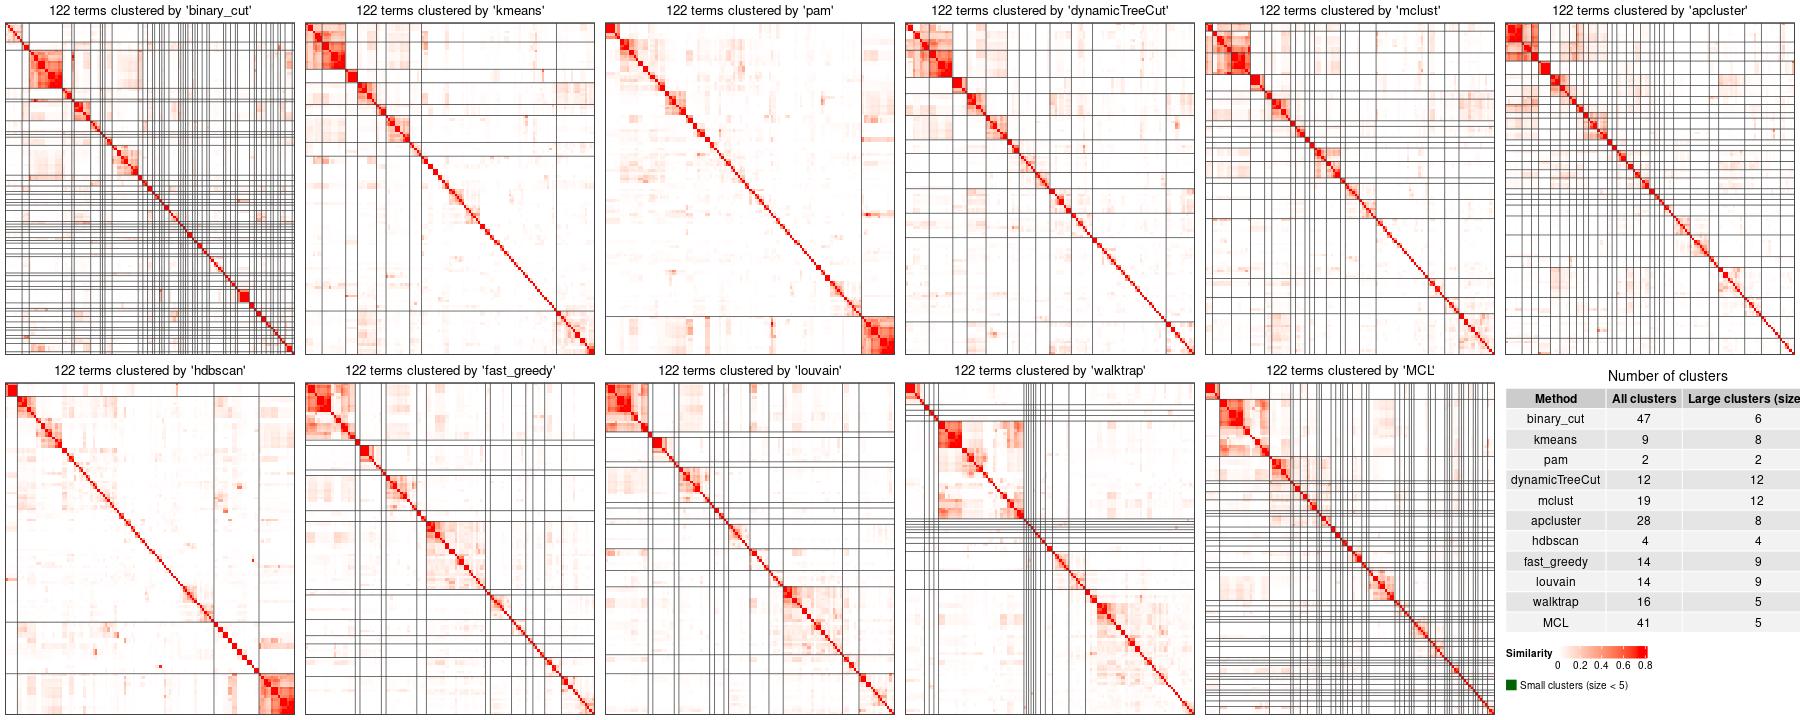 122 terms clustered by 'binary_cut'
122 terms clustered by 'kmeans'
122 terms clustered by 'pam'
122 terms clustered by 'dynamicTreeCut'
122 terms clustered by 'mclust'
122 terms clustered by 'apcluster'
122 terms clustered by 'hdbscan'
122 terms clustered by 'fast_greedy'
122 terms clustered by 'louvain'
122 terms clustered by 'walktrap'
122 terms clustered by 'MCL'
Number of clusters
Method All clusters Large clusters (size
binary_cut 47 6
kmeans 9 8
pam 2 2
dynamicTreeCut 12 12
mclust 19 12
apcluster 28 8
hdbscan 4 4
fast_greedy 14 9
louvain 14 9
walktrap 16 5
MCL 41 5
Similarity
0 0.2 0.4 0.6 0.8
Small clusters (size < 5)